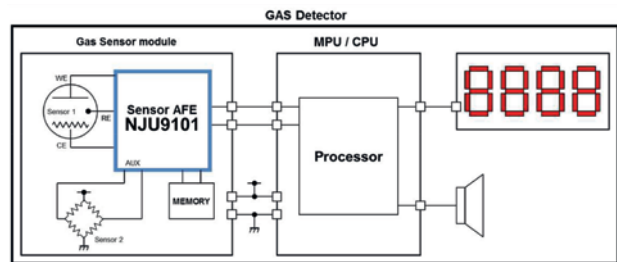 GAS Detector
Gas Sensor module
MPU / CPU
WE
Sensor 1
RE
CE
Sensor AFE
NJU9101
AUX
MEMORY
Sensor 2
Processor
8888